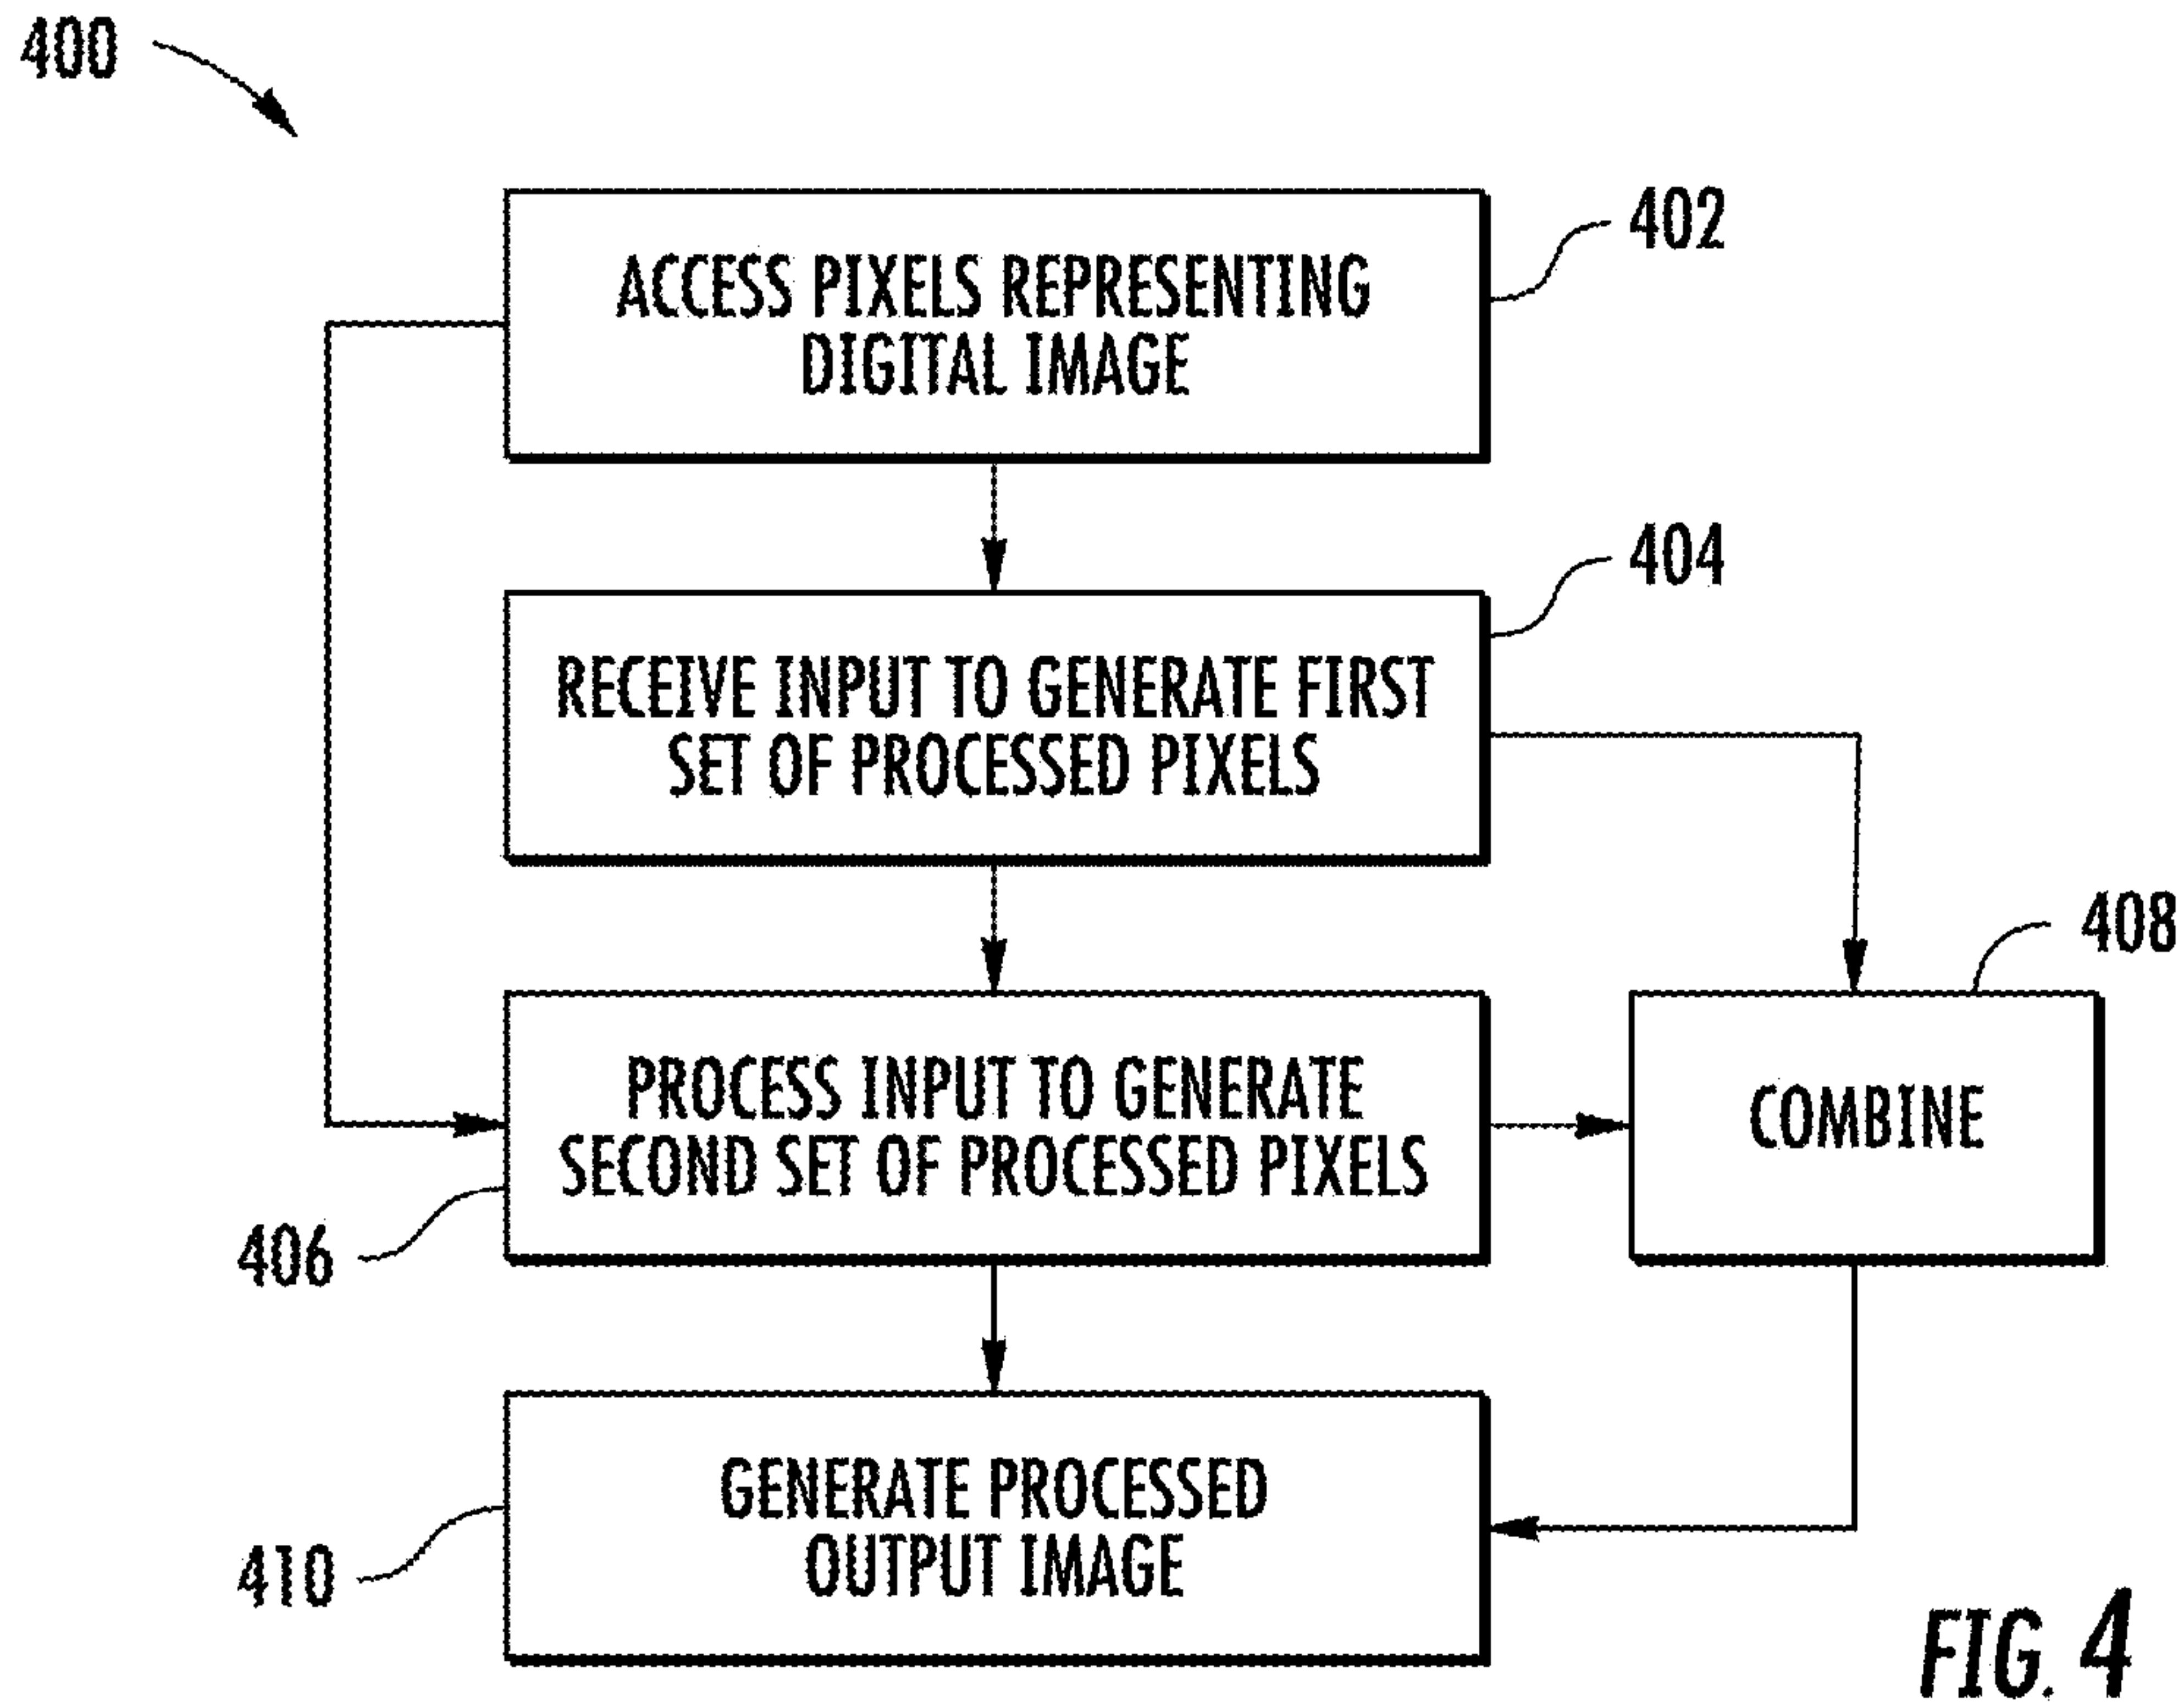 400
402
ACCESS PIXELS REPRESENTING
DIGITAL IMAGE
404
RECEIVE INPUT TO GENERATE FIRST
SET OF PROCESSED PIXELS
408
PROCESS INPUT TO GENERATE
SECOND SET OF PROCESSED PIXELS
COMBINE
406
GENERATE PROCESSED
OUTPUT IMAGE
410
FIG. 4